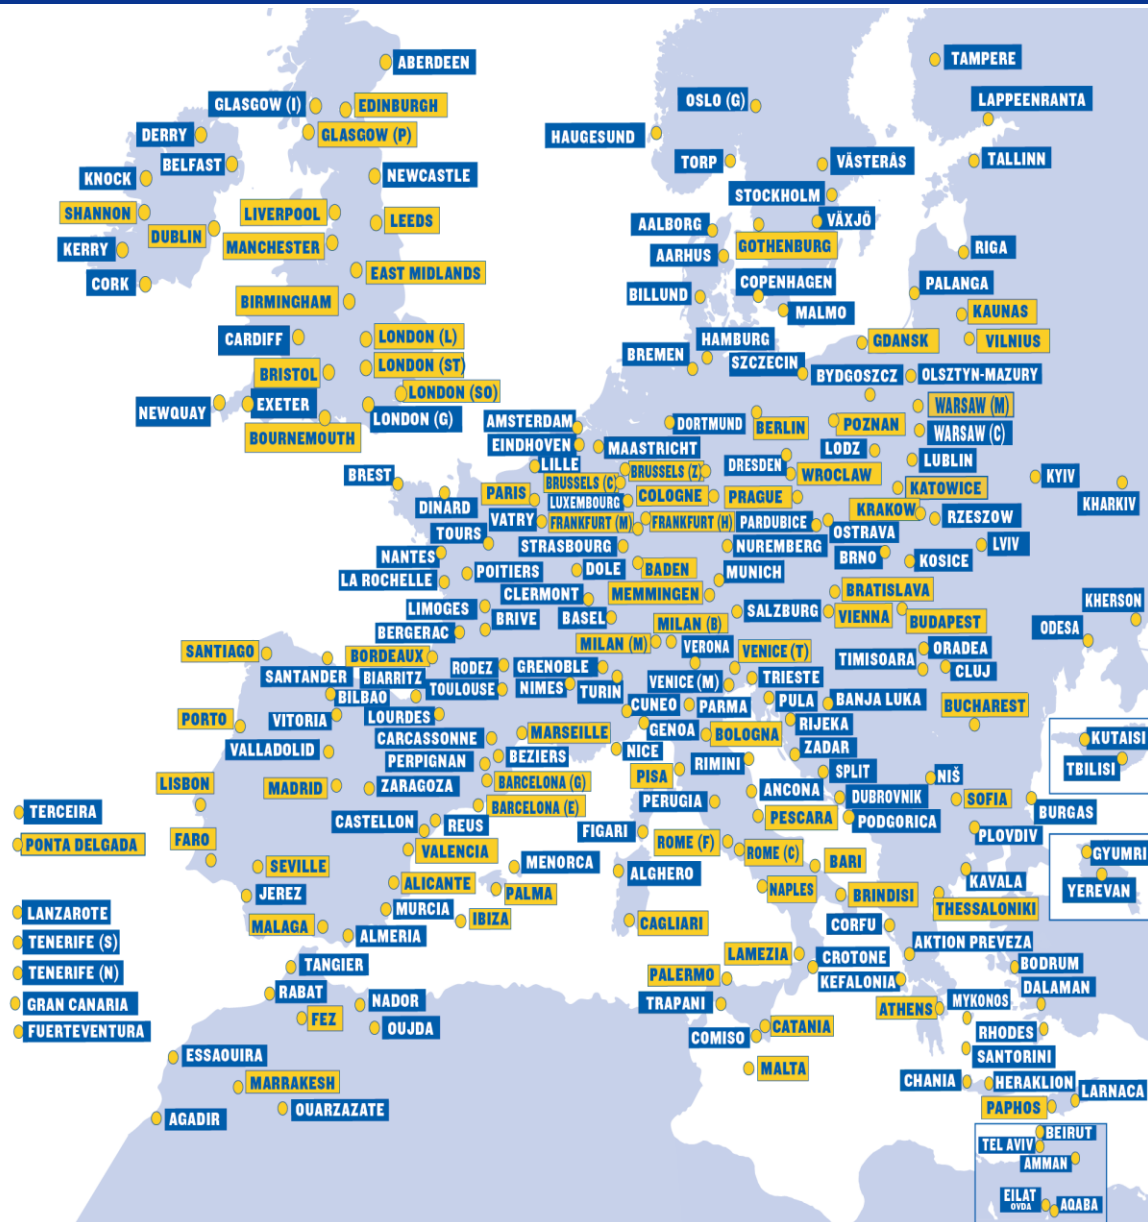 ABERDEEN
TAMPERE
GLASGOW (I)
EDINBURGH
OSLO (G)
LAPPEENRANTA
DERRY
GLASGOW (P)
HAUGESUND
BELFAST
TORP
VÄSTERÅS
TALLINN
KNOCK
NEWCASTLE
STOCKHOLM
SHANNON
LIVERPOOL
LEEDS
AALBORG
VÄXJÖ
DUBLIN
MANCHESTER
GOTHENBURG
KERRY
AARHUS
RIGA
CORK
EAST MIDLANDS
COPENHAGEN
PALANGA
BIRMINGHAM
BILLUND
MALMO
KAUNAS
CARDIFF
LONDON (L)
HAMBURG
GDANSK
VILNIUS
BREMEN
SZCZECIN
BRISTOL
LONDON (ST)
BYDGOSZCZ
OLSZTYN-MAZURY
LONDON (SO)
NEWQUAY
EXETER
LONDON (G)
WARSAW (M)
BOURNEMOUTH
AMSTERDAM
DORTMUND
BERLIN
POZNAN
WARSAW (C)
EINDHOVEN
MAASTRICHT
LODZ
LUBLIN
BREST
LILLE
BRUSSELS (Z)
DRESDEN
WROCLAW
KYIV
BRUSSELS (C)
KATOWICE
KHARKIV
DINARD
PARIS
LUXEMBOURG
COLOGNE
PRAGUE
KRAKOW
RZESZOW
VATRY
FRANKFURT (M)
FRANKFURT (H)
PARDUBICE
OSTRAVA
TOURS
STRASBOURG
NUREMBERG
BRNO
KOSICE
LVIV
NANTES
LA ROCHELLE
POITIERS
DOLE
BADEN
MUNICH
CLERMONT
MEMMINGEN
BRATISLAVA
LIMOGES
BRIVE
BASEL
SALZBURG
VIENNA
BUDAPEST
KHERSON
BERGERAC
MILAN (B)
ODESA
SANTIAGO
BORDEAUX
MILAN (M)
VERONA
VENICE (T)
TIMISOARA
ORADEA
SANTANDER
BIARRITZ
RODEZ
GRENOBLE
CLUJ
BILBAO
TOULOUSE
NIMES
TURIN
VENICE (M)
TRIESTE
PORTO
VITORIA
LOURDES
CUNEO
PARMA
PULA
BANJA LUKA
BUCHAREST
CARCASSONNE
MARSEILLE
GENOA
BOLOGNA
RIJEKA
KUTAISI
VALLADOLID
PERPIGNAN
BEZIERS
NICE
RIMINI
ZADAR
TBILISI
LISBON
MADRID
ZARAGOZA
BARCELONA (G)
PISA
SPLIT
NIŠ
TERCEIRA
BARCELONA (E)
PERUGIA
ANCONA
DUBROVNIK
SOFIA
BURGAS
CASTELLON
REUS
FIGARI
PESCARA
PODGORICA
PLOVDIV
PONTA DELGADA
FARO
VALENCIA
ROME (F)
ROME (C)
GYUMRI
SEVILLE
MENORCA
ALGHERO
BARI
KAVALA
YEREVAN
JEREZ
ALICANTE
PALMA
NAPLES
BRINDISI
THESSALONIKI
LANZAROTE
MURCIA
IBIZA
CAGLIARI
CORFU
MALAGA
ALMERIA
TENERIFE (S)
AKTION PREVEZA
TANGIER
LAMEZIA
CROTONE
BODRUM
TENERIFE (N)
PALERMO
KEFALONIA
DALAMAN
RABAT
NADOR
TRAPANI
ATHENS
MYKONOS
GRAN CANARIA
FEZ
OUJDA
CATANIA
RHODES
FUERTEVENTURA
COMISO
SANTORINI
ESSAOUIRA
MALTA
MARRAKESH
CHANIA
HERAKLION
LARNACA
OUARZAZATE
PAPHOS
AGADIR
BEIRUT
TEL AVIV
AMMAN
EILAT
OVDA
AQABA